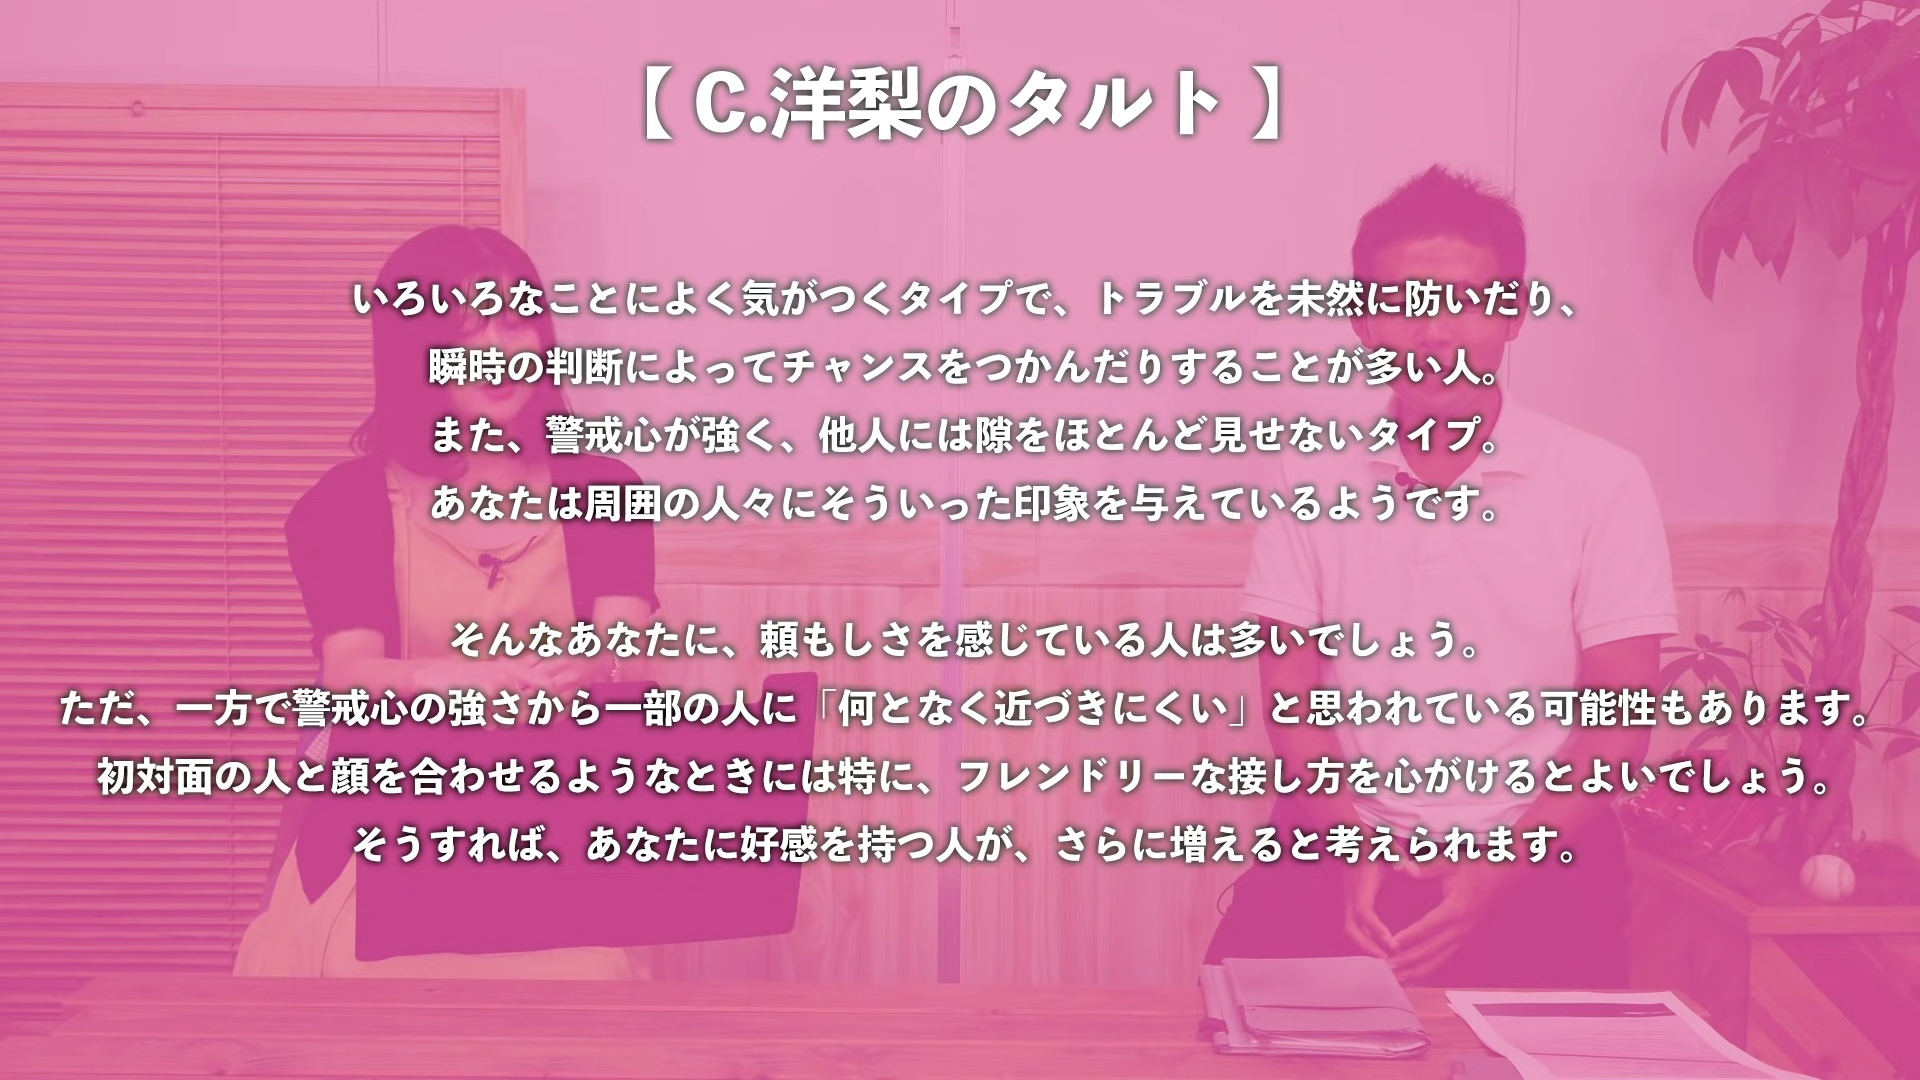 【 C.洋梨のタルト 】
いろいろなことによく気がつくタイプで、トラブルを未然に防いだり、
瞬時の判断によってチャンスをつかんだりすることが多い人。
また、警戒心が強く、他人には隙をほとんど見せないタイプ。
あなたは周囲の人々にそういった印象を与えているようです。
そんなあなたに、頼もしさを感じている人は多いでしょう。
ただ、一方で警戒心の強さから一部の人に「何となく近づきにくい」と思われている可能性もあります。
初対面の人と顔を合わせるようなときには特に、フレンドリーな接し方を心がけるとよいでしょう。
そうすれば、あなたに好感を持つ人が、さらに増えると考えられます。